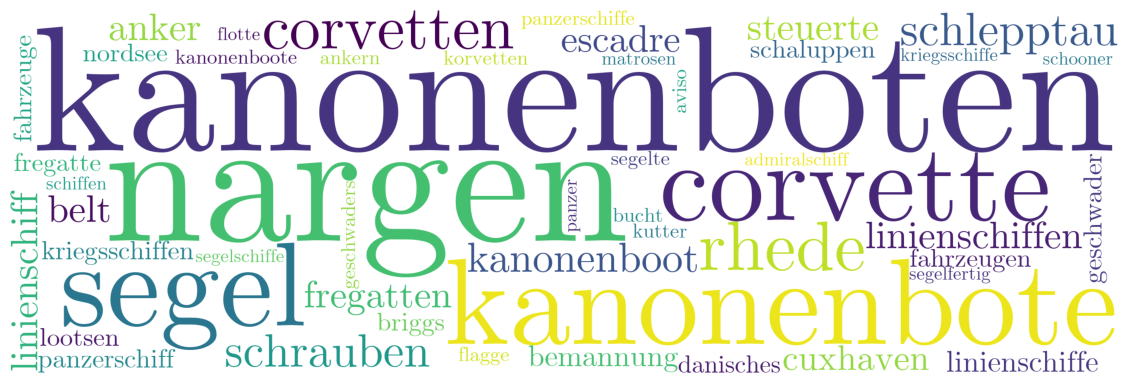 anker
flotte
corvetten
panzerschiffe
steuerte
schlepptau
nordsee
kanonenboote
ankern
korvetten
escadre
matrosen
schaluppen
kriegsschiffe
schooner
fahrzeuge
kanonenboten
aviso
fregatte
schiffen
nargen
segelte
admiralschiff
corvette
geschwader
belt
geschwaders
panzer
bucht
kutter
linienschiff
kriegsschiffen
segelschiffe
kanonenboot
rhede
linienschiffen
fahrzeugen
segelfertig
segel
fregatten
briggs
kanonenbote
lootsen
panzerschiff
schrauben
flagge
bemannung
danisches
cuxhaven
linienschiffe